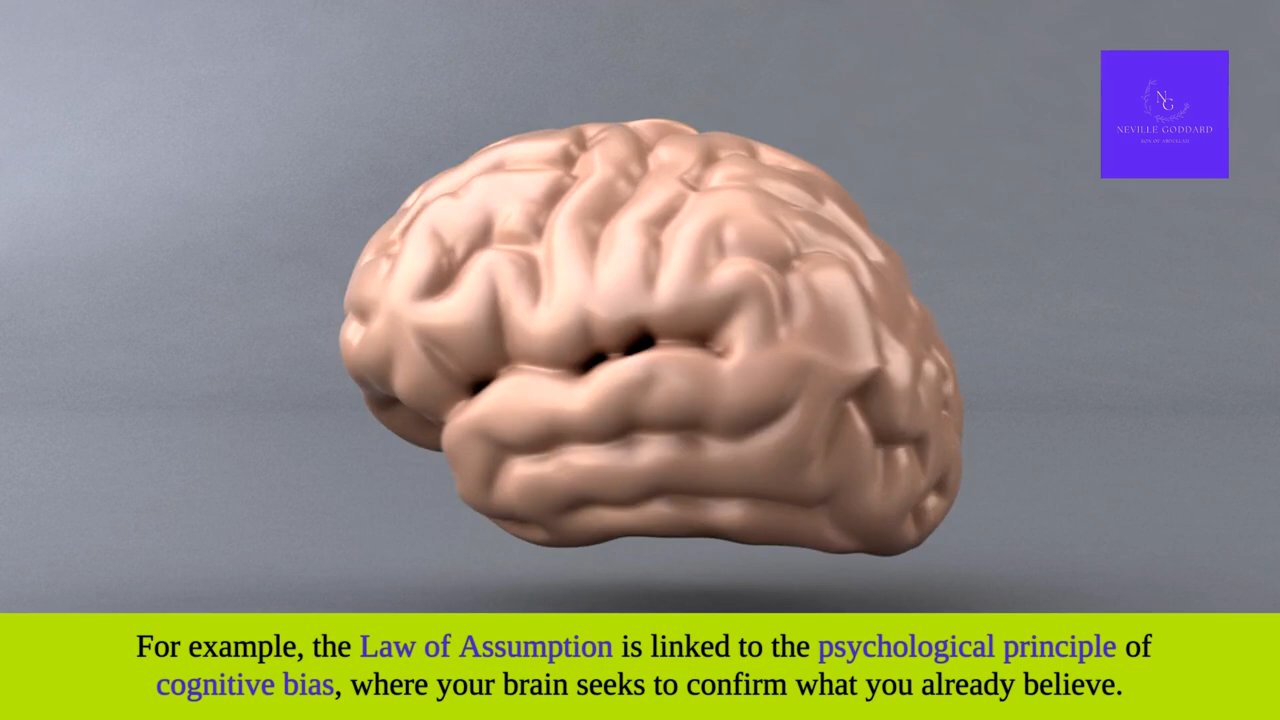 NG
NEVILLE GODDARD
For example, the Law of Assumption is linked to the psychological principle of
cognitive bias, where your brain seeks to confirm what you already believe.